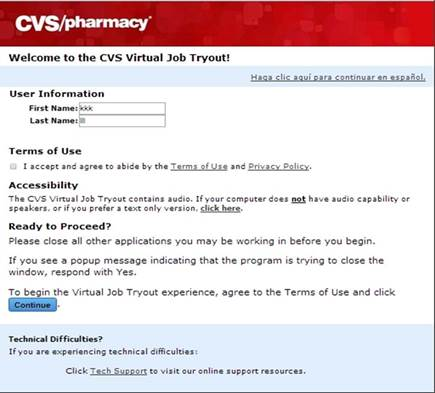 CVS/pharmacy
Welcome to the CVS Virtual Job Tryout!
Haga clic aquí para continuar en español.
User Information
First Name: kkk
Last Name: lll
Terms of Use
I accept and agree to abide by the Terms of Use and Privacy Policy.
Accessibility
The CVS Virtual Job Tryout contains audio. If your computer does not have audio capability or
speakers, or if you prefer a text only version, click here.
Ready to Proceed?
Please close all other applications you may be working in before you begin.
If you see a popup message indicating that the program is trying to close the
window, respond with Yes.
To begin the Virtual Job Tryout experience, agree to the Terms of Use and click
Continue.
Technical Difficulties?
If you are experiencing technical difficulties:
Click Tech Support to visit our online support resources.